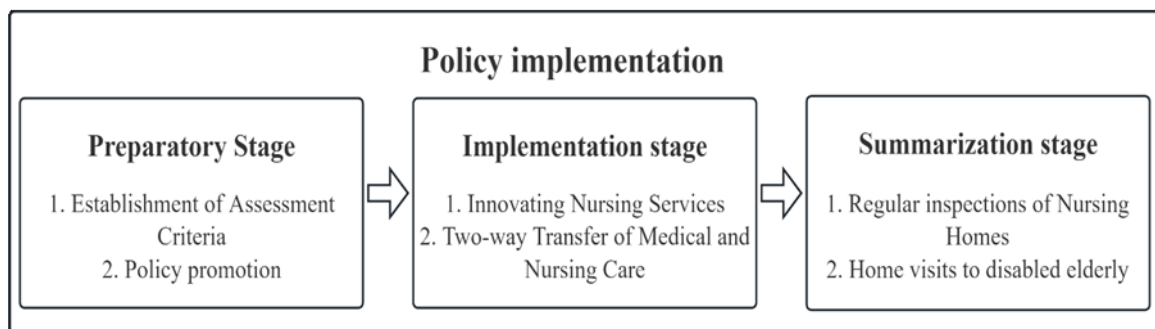 Policy implementation
Preparatory Stage
1. Establishment of Assessment
Criteria
2. Policy promotion
Implementation stage
1. Innovating Nursing Services
2. Two-way Transfer of Medical and
Nursing Care
Summarization stage
1. Regular inspections of Nursing
Homes
2. Home visits to disabled elderly